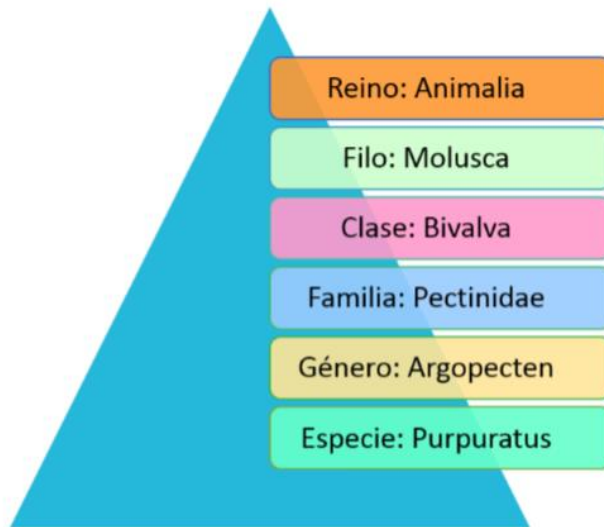 Reino: Animalia
Filo: Molusca
Clase: Bivalva
Familia: Pectinidae
Género: Argopecten
Especie: Purpuratus